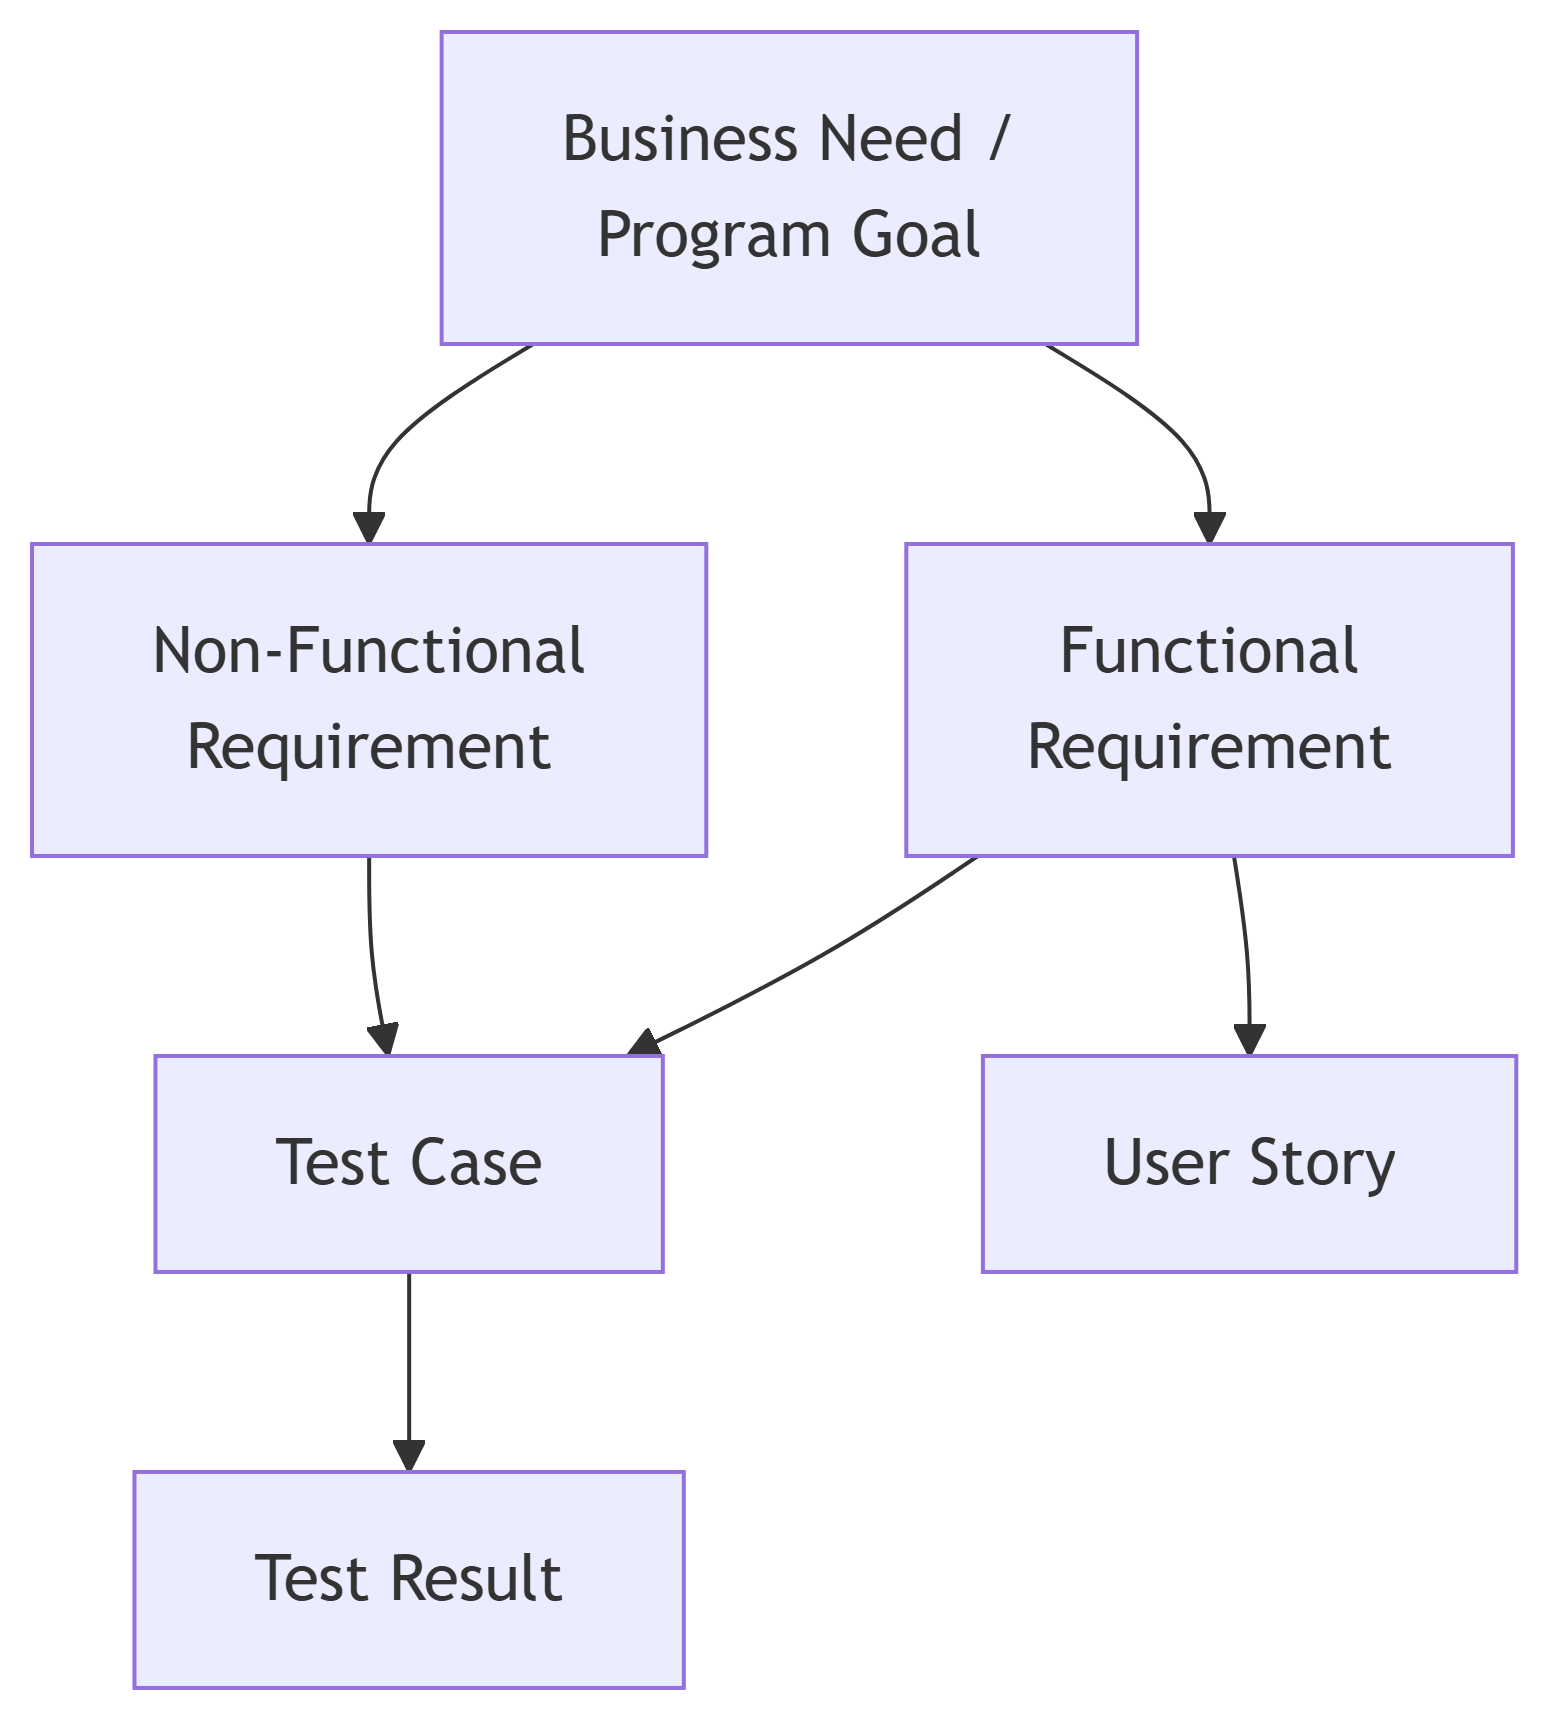 Business Need /
Program Goal
Non-Functional
Requirement
Functional
Requirement
Test Case
User Story
Test Result